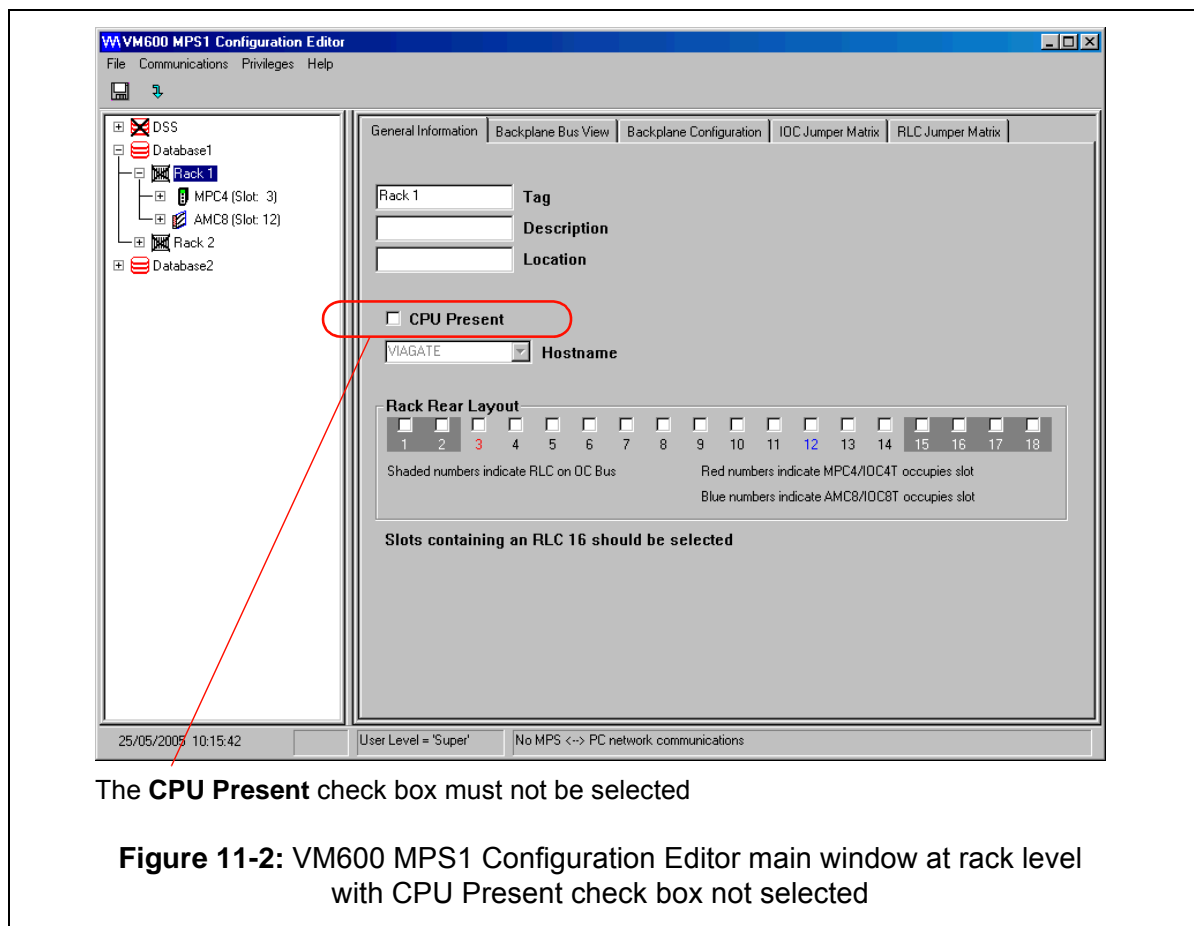 VM600 MPS1 Configuration Editor
File Communications Privileges Help
DSS
Database1
Rack 1
MPC4 (Slot: 3)
AMC8 (Slot: 12)
Rack 2
Database2
General Information Backplane Bus View Backplane Configuration IOC Jumper Matrix RLC Jumper Matrix
Rack 1 Tag
Description
Location
CPU Present
VIAGATE Hostname
Rack Rear Layout
1 2 3 4 5 6 7 8 9 10 11 12 13 14 15 16 17 18
Shaded numbers indicate RLC on OC Bus Red numbers indicate MPC4/IOC4T occupies slot
Blue numbers indicate AMC8/IOC8T occupies slot
Slots containing an RLC 16 should be selected
25/05/2005 10:15:42 User Level = 'Super' No MPS <--> PC network communications
The CPU Present check box must not be selected
Figure 11-2: VM600 MPS1 Configuration Editor main window at rack level
with CPU Present check box not selected